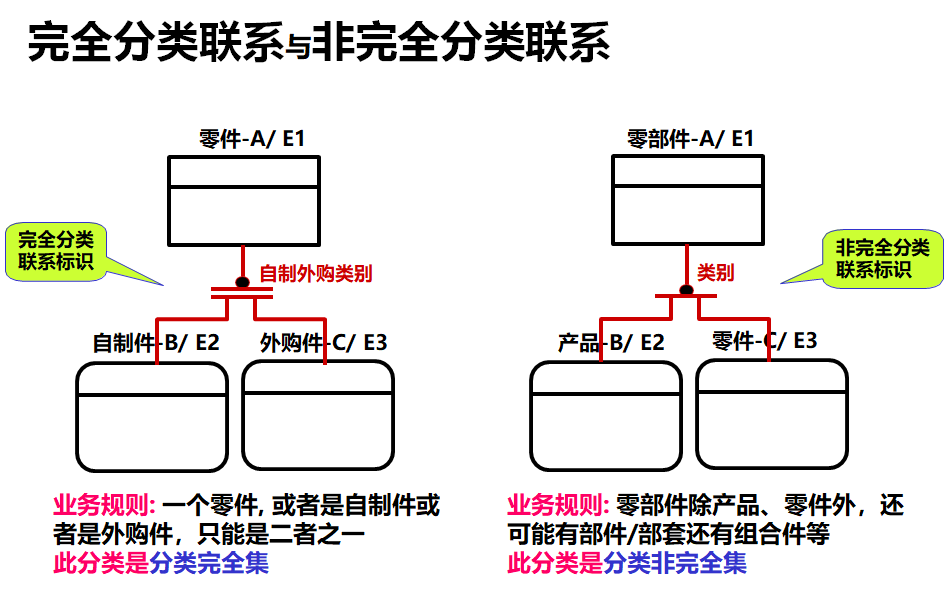 完全分类联系与非完全分类联系
零件-A/ E1
完全分类
联系标识
自制外购类别
自制件-B/ E2
外购件-C/ E3
业务规则: 一个零件, 或者是自制件或
者是外购件，只能是二者之一
此分类是分类完全集
零部件-A/ E1
非完全分类
联系标识
类别
产品-B/ E2
零件-C/ E3
业务规则: 零部件除产品、零件外，还
可能有部件/部套还有组合件等
此分类是分类非完全集